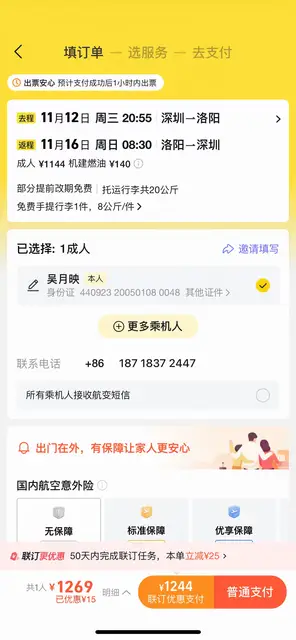 填订单 — 选服务 — 去支付
出票安心 预计支付成功后1小时内出票
去程 11月12日 周三 20:55 深圳→洛阳
返程 11月16日 周日 08:30 洛阳→深圳
成人 ¥1144 机建燃油 ¥140
部分提前改期免费 托运行李共20公斤
免费手提行李1件，8公斤/件
已选择: 1成人 邀请填写
吴月映 本人
身份证 440923 20050108 0048 其他证件
更多乘机人
联系电话 +86 187 1837 2447
所有乘机人接收航变短信
出门在外，有保障让家人更安心
国内航空意外险
无保障 标准保障 优享保障
联订更优惠 50天内完成联订任务，本单立减¥25
共1人 ¥1269 明细 ¥1244 普通支付
已优惠¥15 联订优惠支付